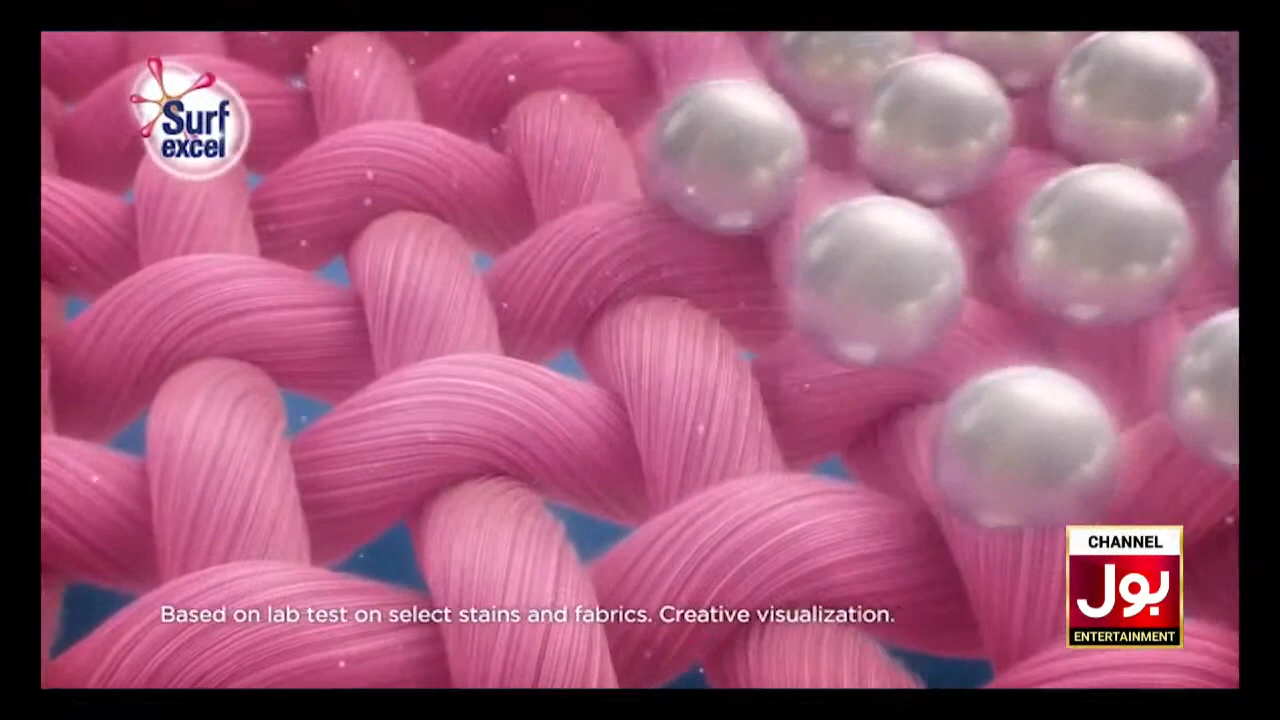 Surf
excel
Based on lab test on select stains and fabrics. Creative visualization.
CHANNEL
بول
ENTERTAINMENT